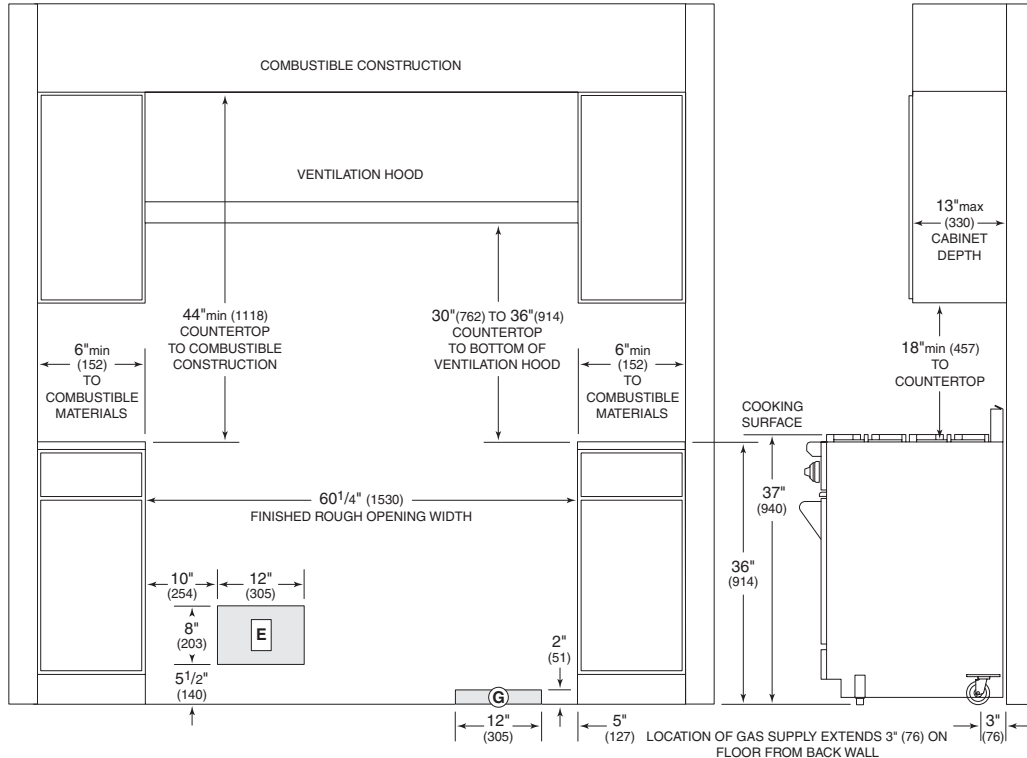 COMBUSTIBLE CONSTRUCTION
VENTILATION HOOD
13"max
(330)
CABINET
DEPTH
44"min (1118)
COUNTERTOP
TO COMBUSTIBLE
CONSTRUCTION
30"(762) TO 36"(914)
COUNTERTOP
TO BOTTOM OF
VENTILATION HOOD
6"min
(152)
TO
COMBUSTIBLE
MATERIALS
6"min
(152)
TO
COMBUSTIBLE
MATERIALS
18"min (457)
TO
COUNTERTOP
COOKING
SURFACE
60 1/4" (1530)
FINISHED ROUGH OPENING WIDTH
37"
(940)
36"
(914)
10"
(254)
12"
(305)
8"
(203)
E
5 1/2"
(140)
2"
(51)
G
12"
(305)
5"
(127)
LOCATION OF GAS SUPPLY EXTENDS 3" (76) ON
FLOOR FROM BACK WALL
3"
(76)